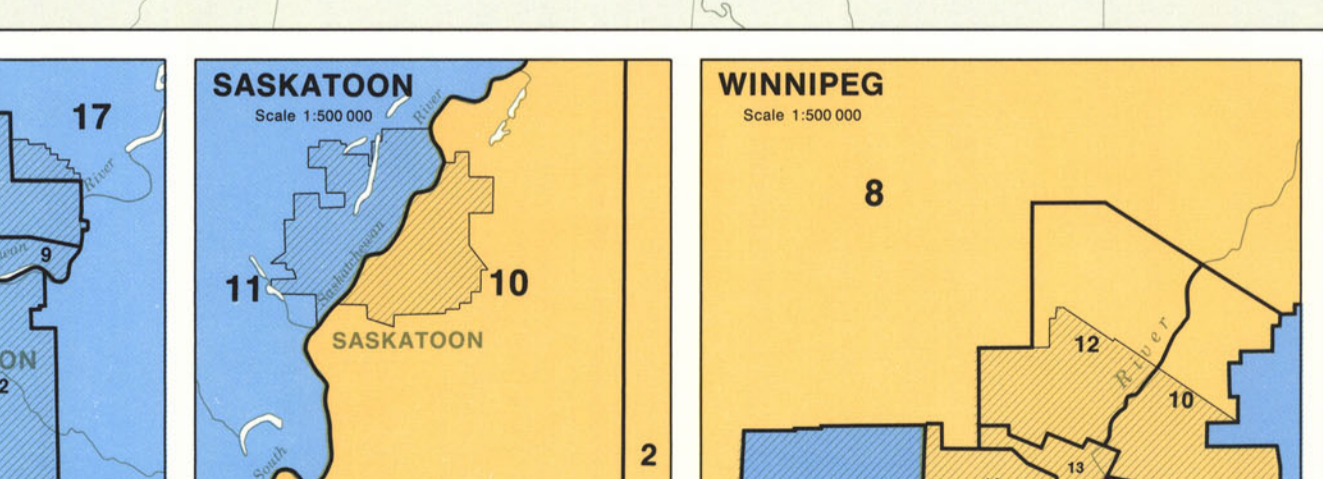 17
River
9
2
SASKATOON
Scale 1:500 000
River
Saskatchewan
11
10
SASKATOON
South
2
WINNIPEG
Scale 1:500 000
8
12
River
10
13